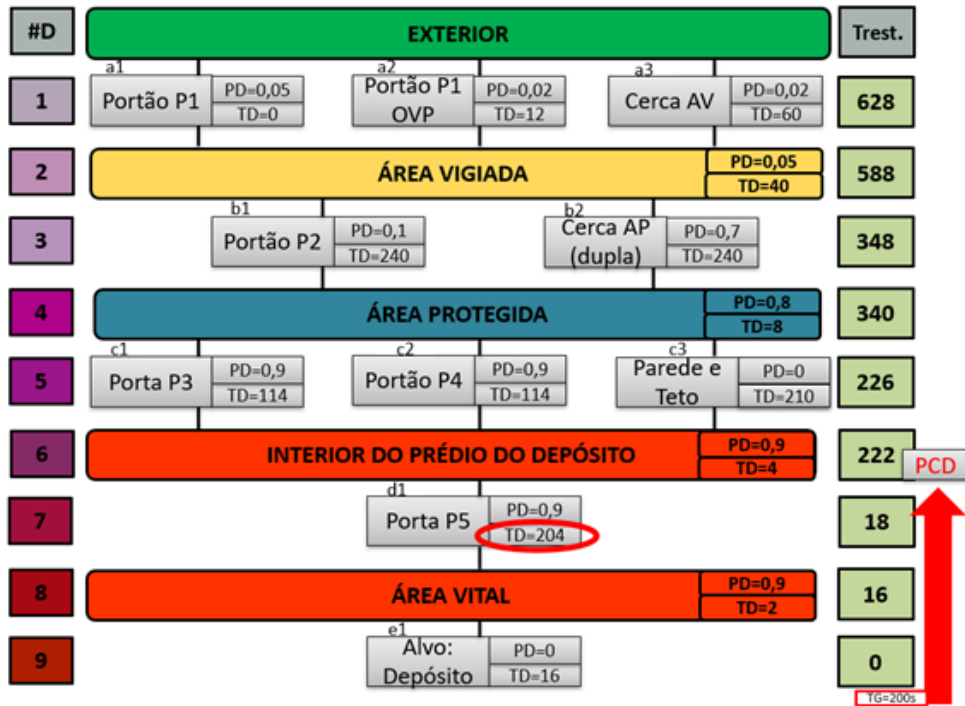 #D
EXTERIOR
Trest.
a1
a2
a3
1
Portão P1
PD=0,05
TD=0
Portão P1
OVP
PD=0,02
TD=12
Cerca AV
PD=0,02
TD=60
628
2
ÁREA VIGIADA
PD=0,05
TD=40
588
b1
b2
3
Portão P2
PD=0,1
TD=240
Cerca AP
(dupla)
PD=0,7
TD=240
348
4
ÁREA PROTEGIDA
PD=0,8
TD=8
340
c1
c2
c3
5
Porta P3
PD=0,9
TD=114
Portão P4
PD=0,9
TD=114
Parede e
Teto
PD=0
TD=210
226
6
INTERIOR DO PRÉDIO DO DEPÓSITO
PD=0,9
TD=4
222
PCD
d1
7
Porta P5
PD=0,9
TD=204
18
8
ÁREA VITAL
PD=0,9
TD=2
16
e1
9
Alvo:
Depósito
PD=0
TD=16
0
TG=200s